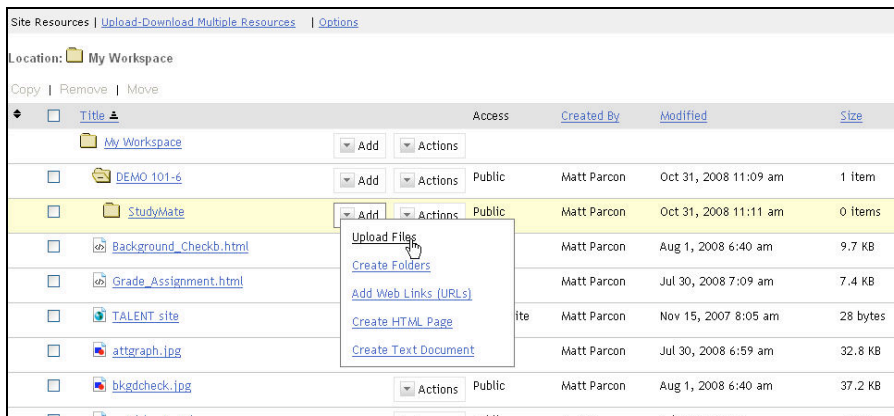 Site Resources | Upload-Download Multiple Resources | Options
Location: My Workspace
Copy | Remove | Move
Title Access Created By Modified Size
My Workspace Add Actions
DEMO 101-6 Add Actions Public Matt Parcon Oct 31, 2008 11:09 am 1 item
StudyMate Add Actions Public Matt Parcon Oct 31, 2008 11:11 am 0 items
Upload Files
Background_Checkb.html Matt Parcon Aug 1, 2008 6:40 am 9.7 KB
Create Folders
Grade_Assignment.html Matt Parcon Jul 30, 2008 7:09 am 7.4 KB
Add Web Links (URLs)
TALENT site ite Matt Parcon Nov 15, 2007 8:05 am 28 bytes
Create HTML Page
attgraph.jpg Matt Parcon Jul 30, 2008 6:59 am 32.8 KB
Create Text Document
bkgdcheck.jpg Actions Public Matt Parcon Aug 1, 2008 6:40 am 37.2 KB